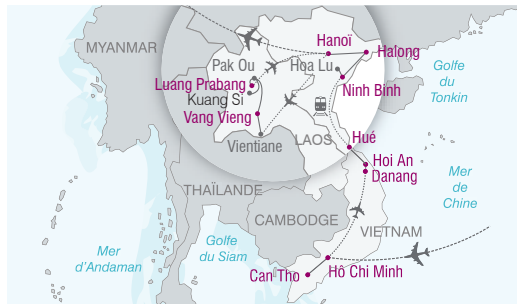 MYANMAR
Hanoï
Halong
Pak Ou
Hoa Lu
Golfe
du
Tonkin
Luang Prabang
Ninh Binh
Kuang Si
Vang Vieng
Vientiane
LAOS
Hué
Hoi An
Danang
Mer
de
Chine
THAÏLANDE
CAMBODGE
VIETNAM
Mer
d'Andaman
Golfe
du Siam
Can Tho
Hô Chi Minh